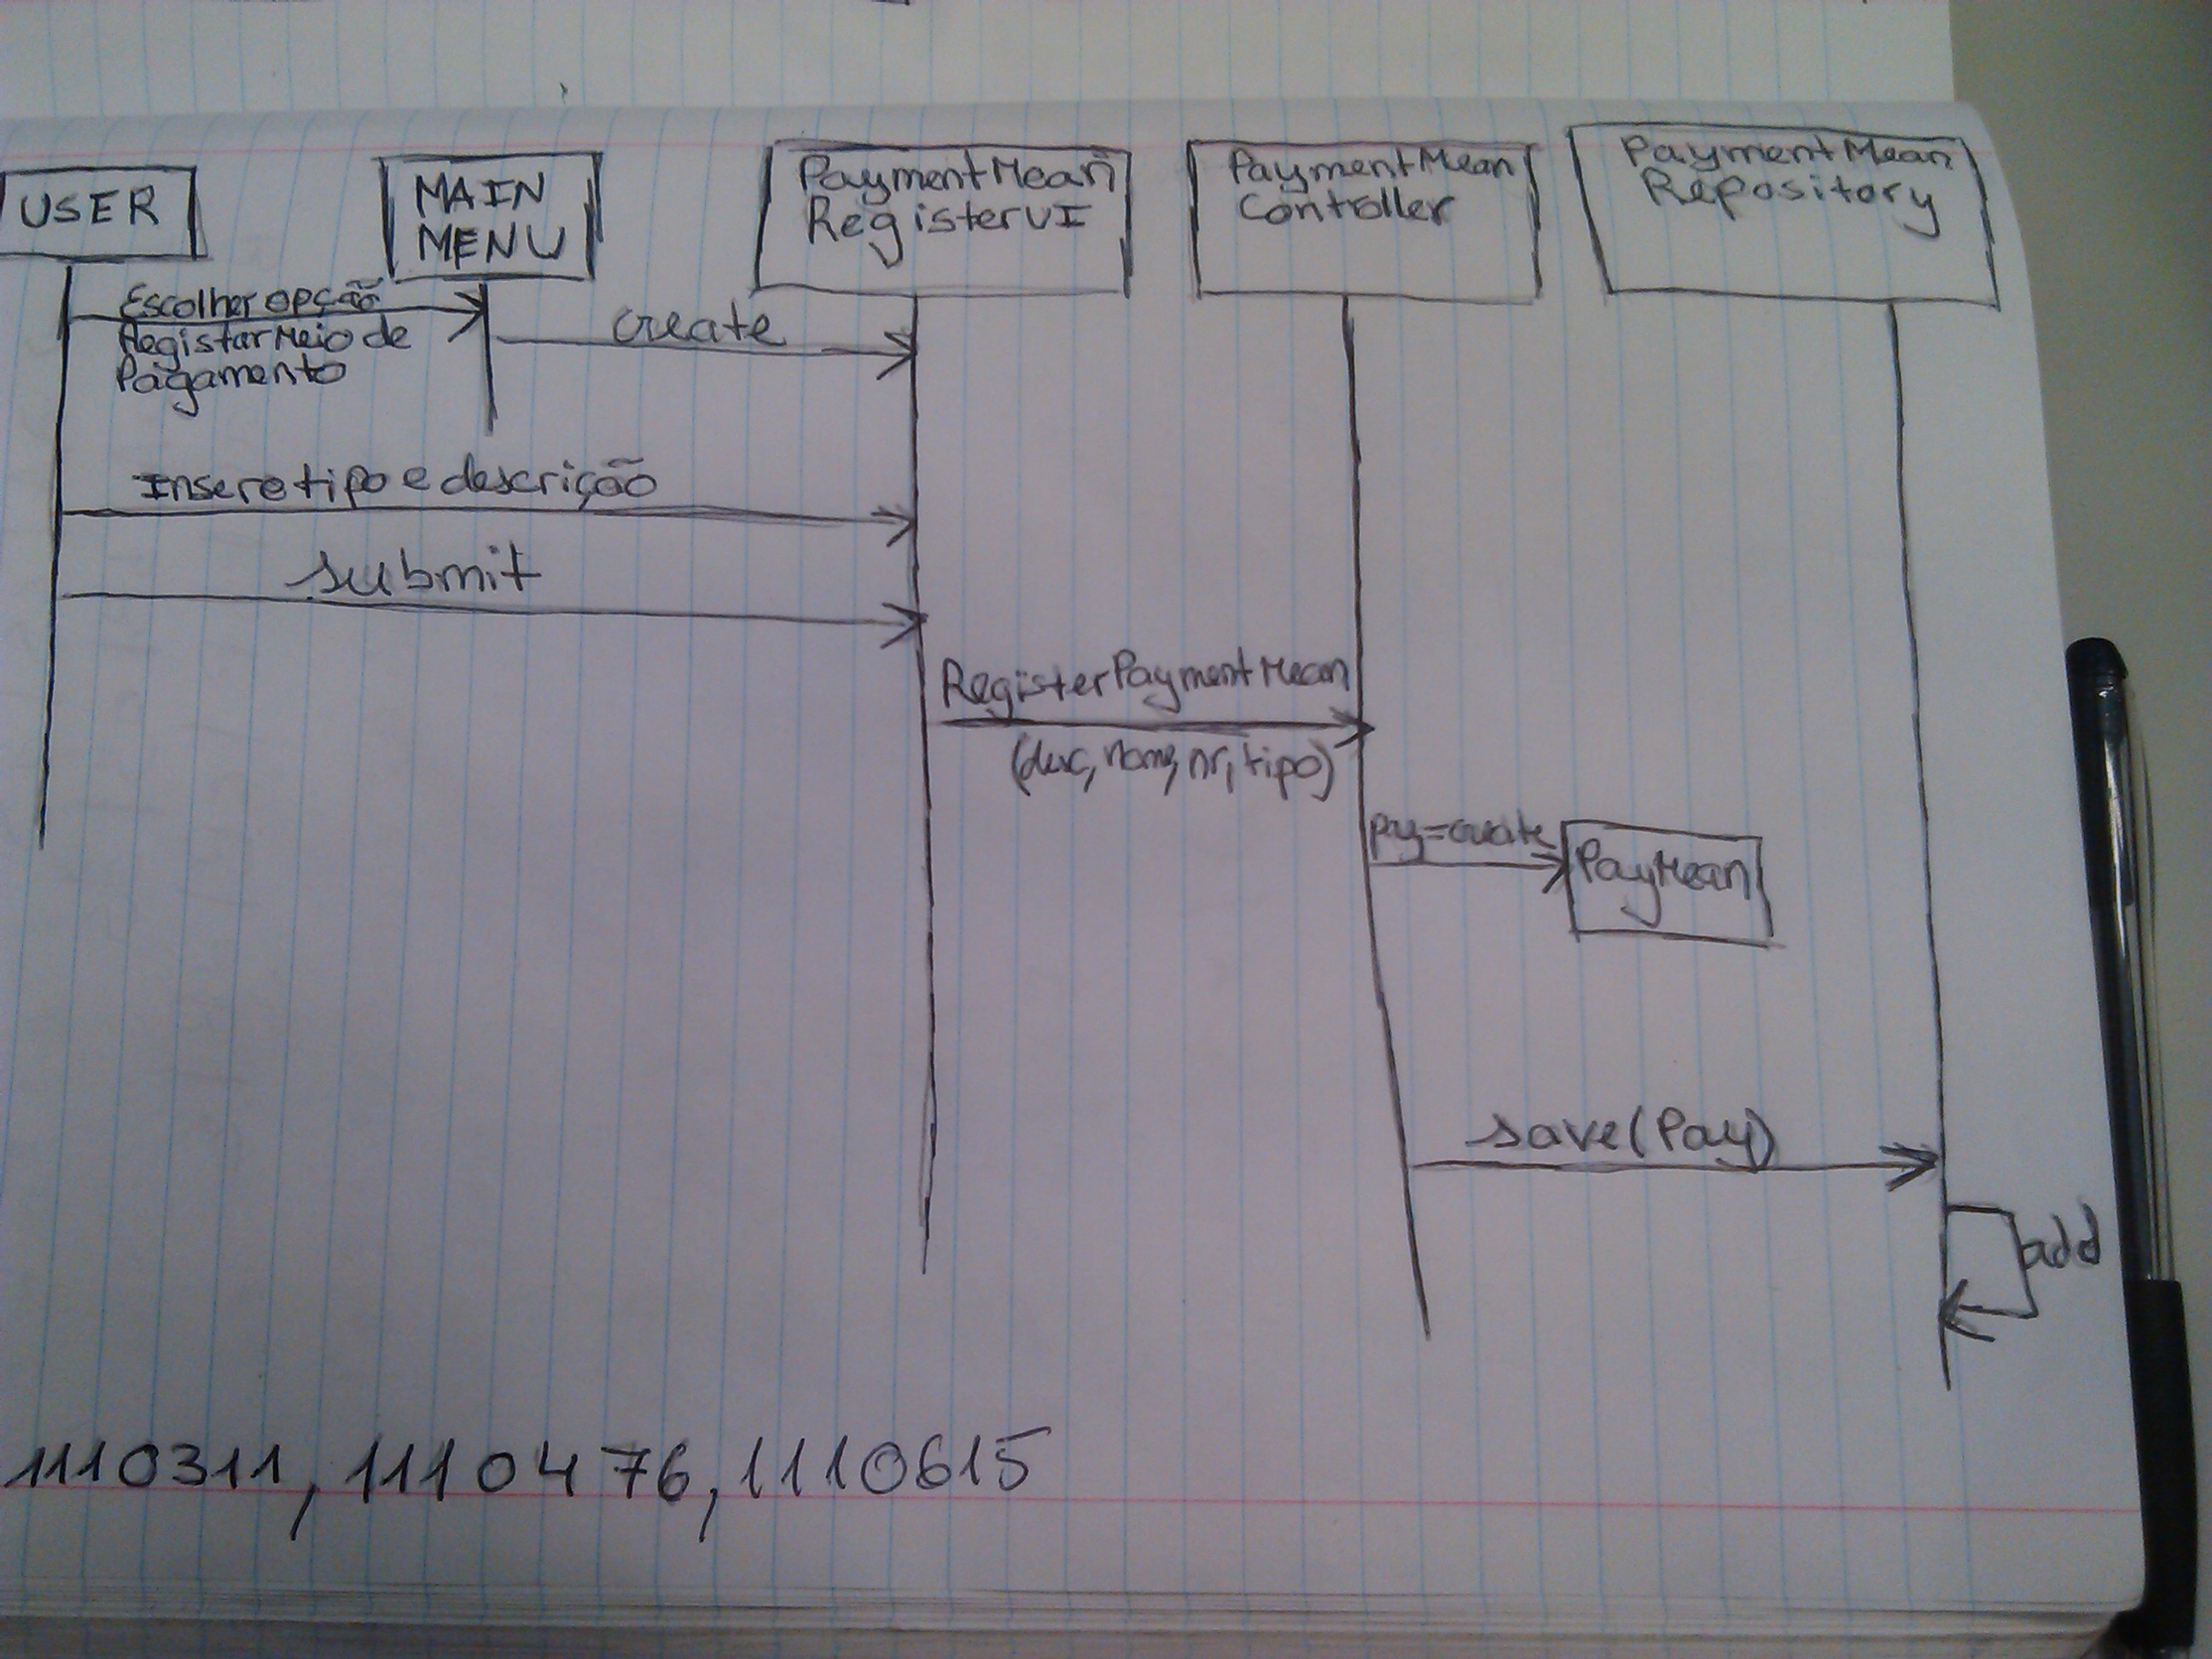 USER
MAIN
MENU
PaymentMean
RegisterUI
PaymentMean
Controller
PaymentMean
Repository
Escolher opção
Registar Meio de
Pagamento
create
Insere tipo e descrição
submit
RegisterPaymentMean
(desc, nome, nr, tipo)
pay=create
PayMean
save(Pay)
add
1110311, 1110476, 1110615